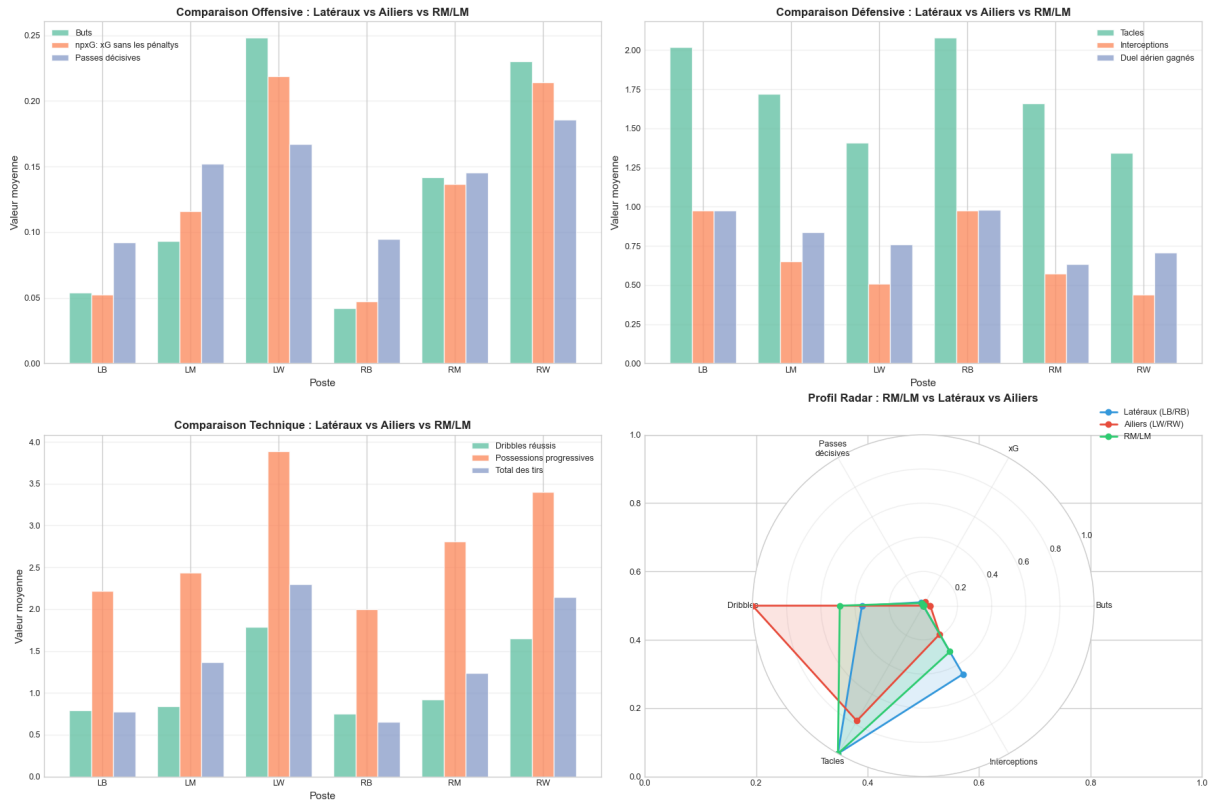 Comparaison Offensive : Latéraux vs Ailiers vs RM/LM
Buts
npxG: xG sans les pénaltys
Passes décisives
0.25
0.20
0.15
0.10
0.05
0.00
Valeur moyenne
LB
LM
LW
RB
RM
RW
Poste
Comparaison Défensive : Latéraux vs Ailiers vs RM/LM
Tacles
Interceptions
Duel aérien gagnés
2.00
1.75
1.50
1.25
1.00
0.75
0.50
0.25
0.00
Valeur moyenne
LB
LM
LW
RB
RM
RW
Poste
Comparaison Technique : Latéraux vs Ailiers vs RM/LM
Dribbles réussis
Possessions progressives
Total des tirs
4.0
3.5
3.0
2.5
2.0
1.5
1.0
0.5
0.0
Valeur moyenne
LB
LM
LW
RB
RM
RW
Poste
Profil Radar : RM/LM vs Latéraux vs Ailiers
Latéraux (LB/RB)
Ailiers (LW/RW)
RM/LM
1.0
0.8
0.6
0.4
0.2
0.0
Passes
décisives
xG
1.0
0.8
0.6
0.4
0.2
Dribble
Buts
Tacles
Interceptions
0.0
0.2
0.4
0.6
0.8
1.0